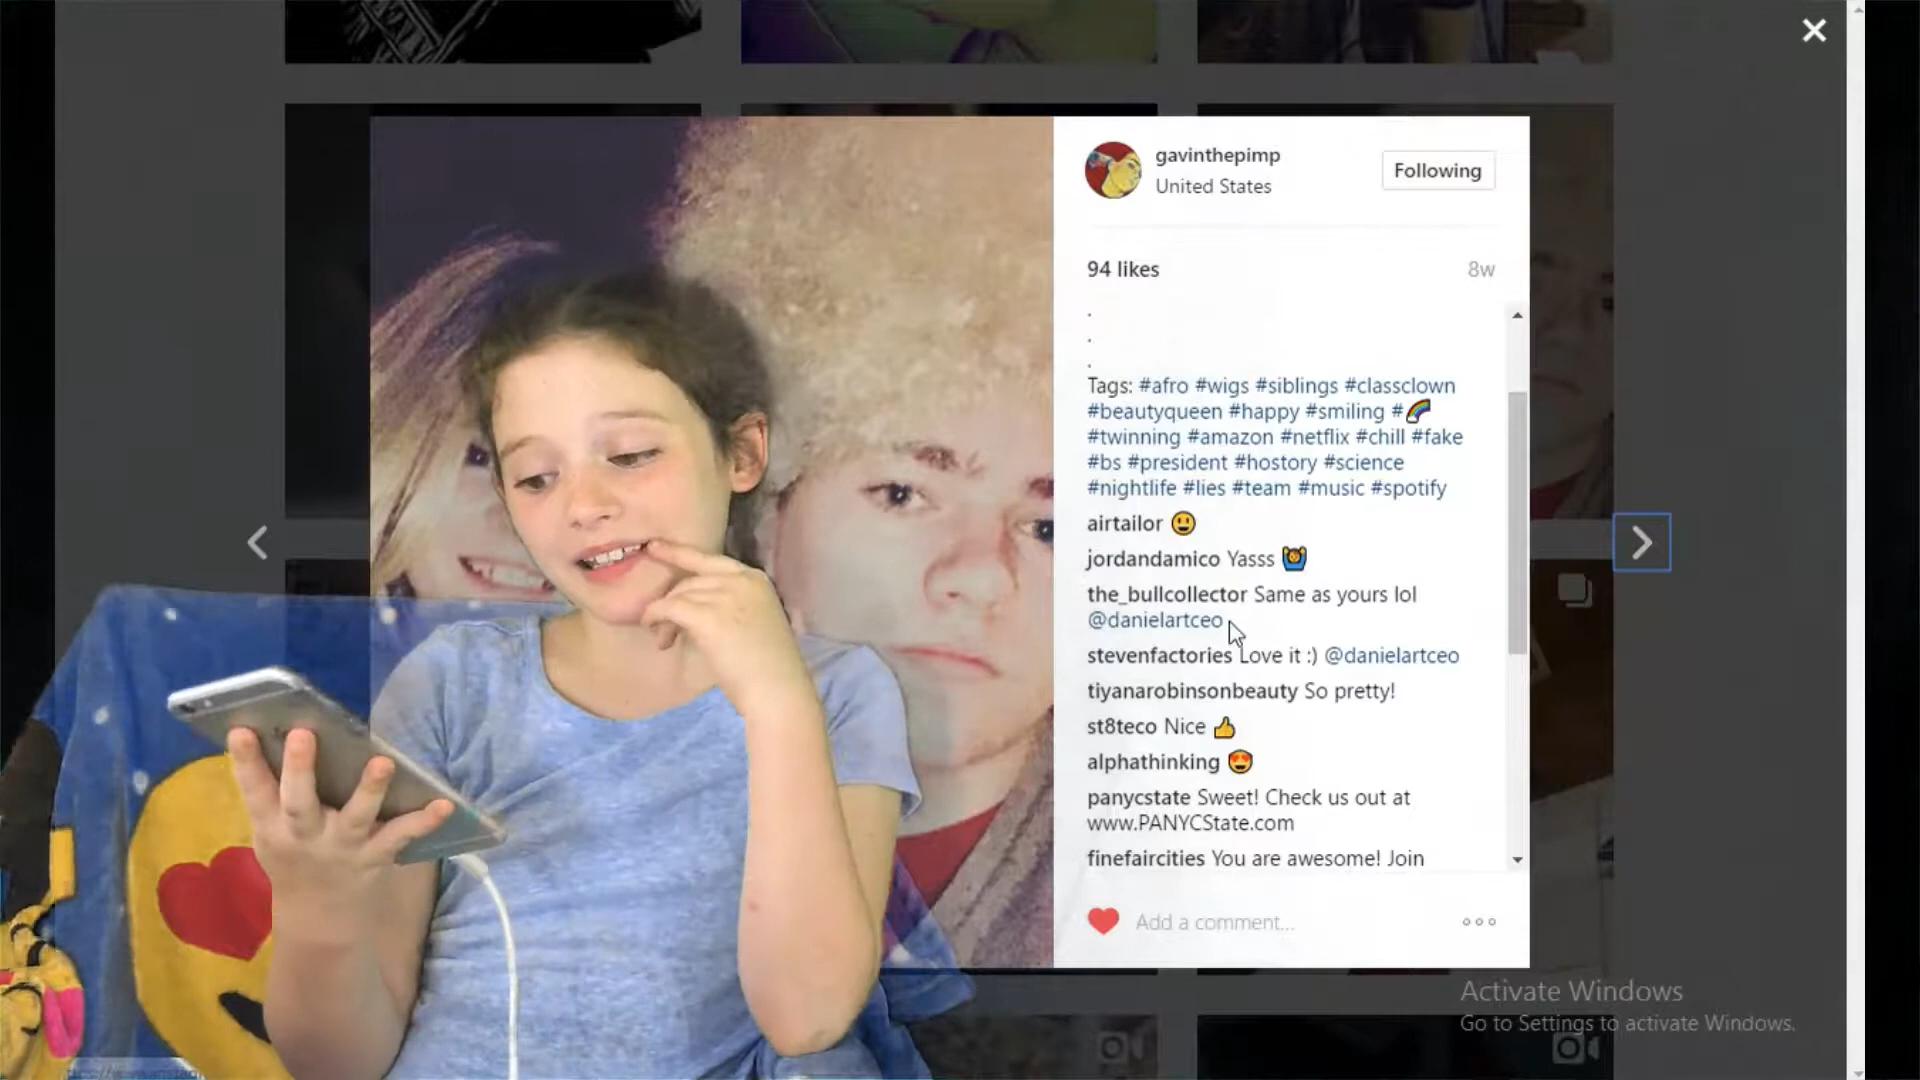 gavinthepimp
United States
Following
94 likes
8w
.
.
.
Tags: #afro #wigs #siblings #classclown
#beautyqueen #happy #smiling #🌈
#twinning #amazon #netflix #chill #fake
#bs #president #hostory #science
#nightlife #lies #team #music #spotify
airtailor 😃
jordandamico Yasss 🙆
the_bullcollector Same as yours lol
@danielartceo
stevenfactories Love it :) @danielartceo
tiyanarobinsonbeauty So pretty!
st8teco Nice 👍
alphathinking 😍
panycstate Sweet! Check us out at
www.PANYCState.com
finefaircities You are awesome! Join
Add a comment...
Activate Windows
Go to Settings to activate Windows.